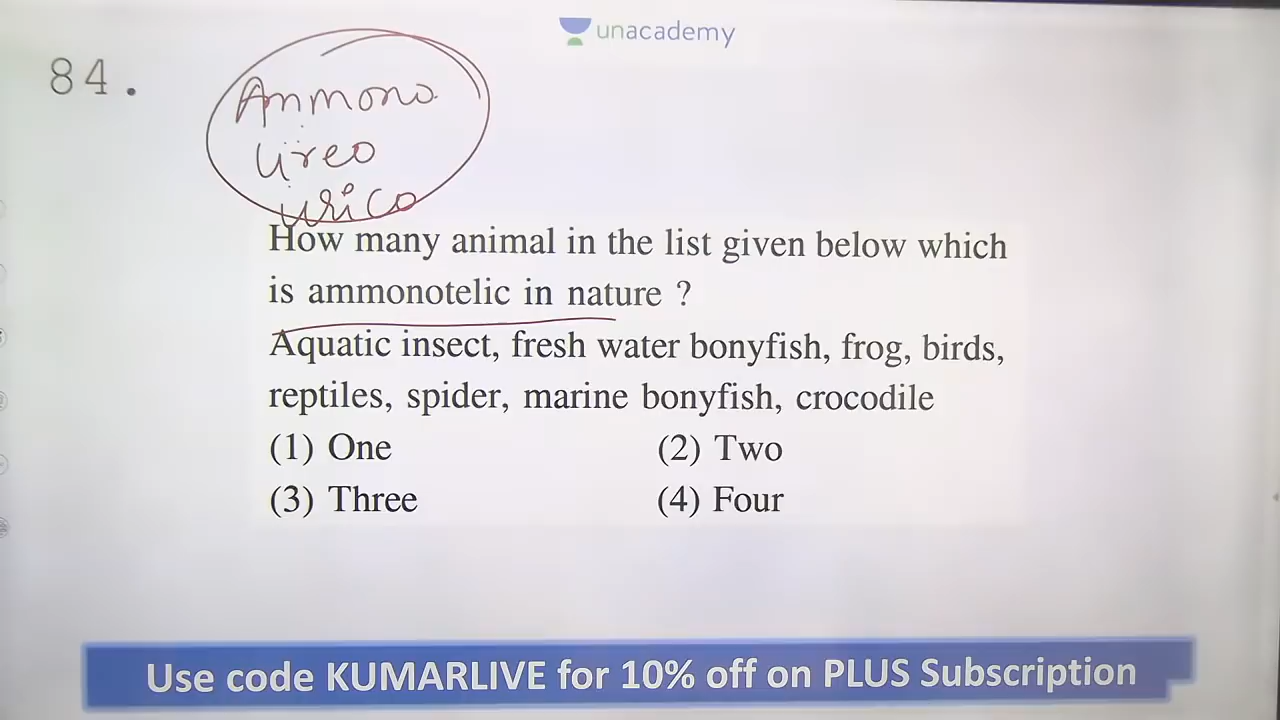 unacademy
84.
Ammono
Ureo
Urico
How many animal in the list given below which
is ammonotelic in nature ?
Aquatic insect, fresh water bonyfish, frog, birds,
reptiles, spider, marine bonyfish, crocodile
(1) One (2) Two
(3) Three (4) Four
Use code KUMARLIVE for 10% off on PLUS Subscription